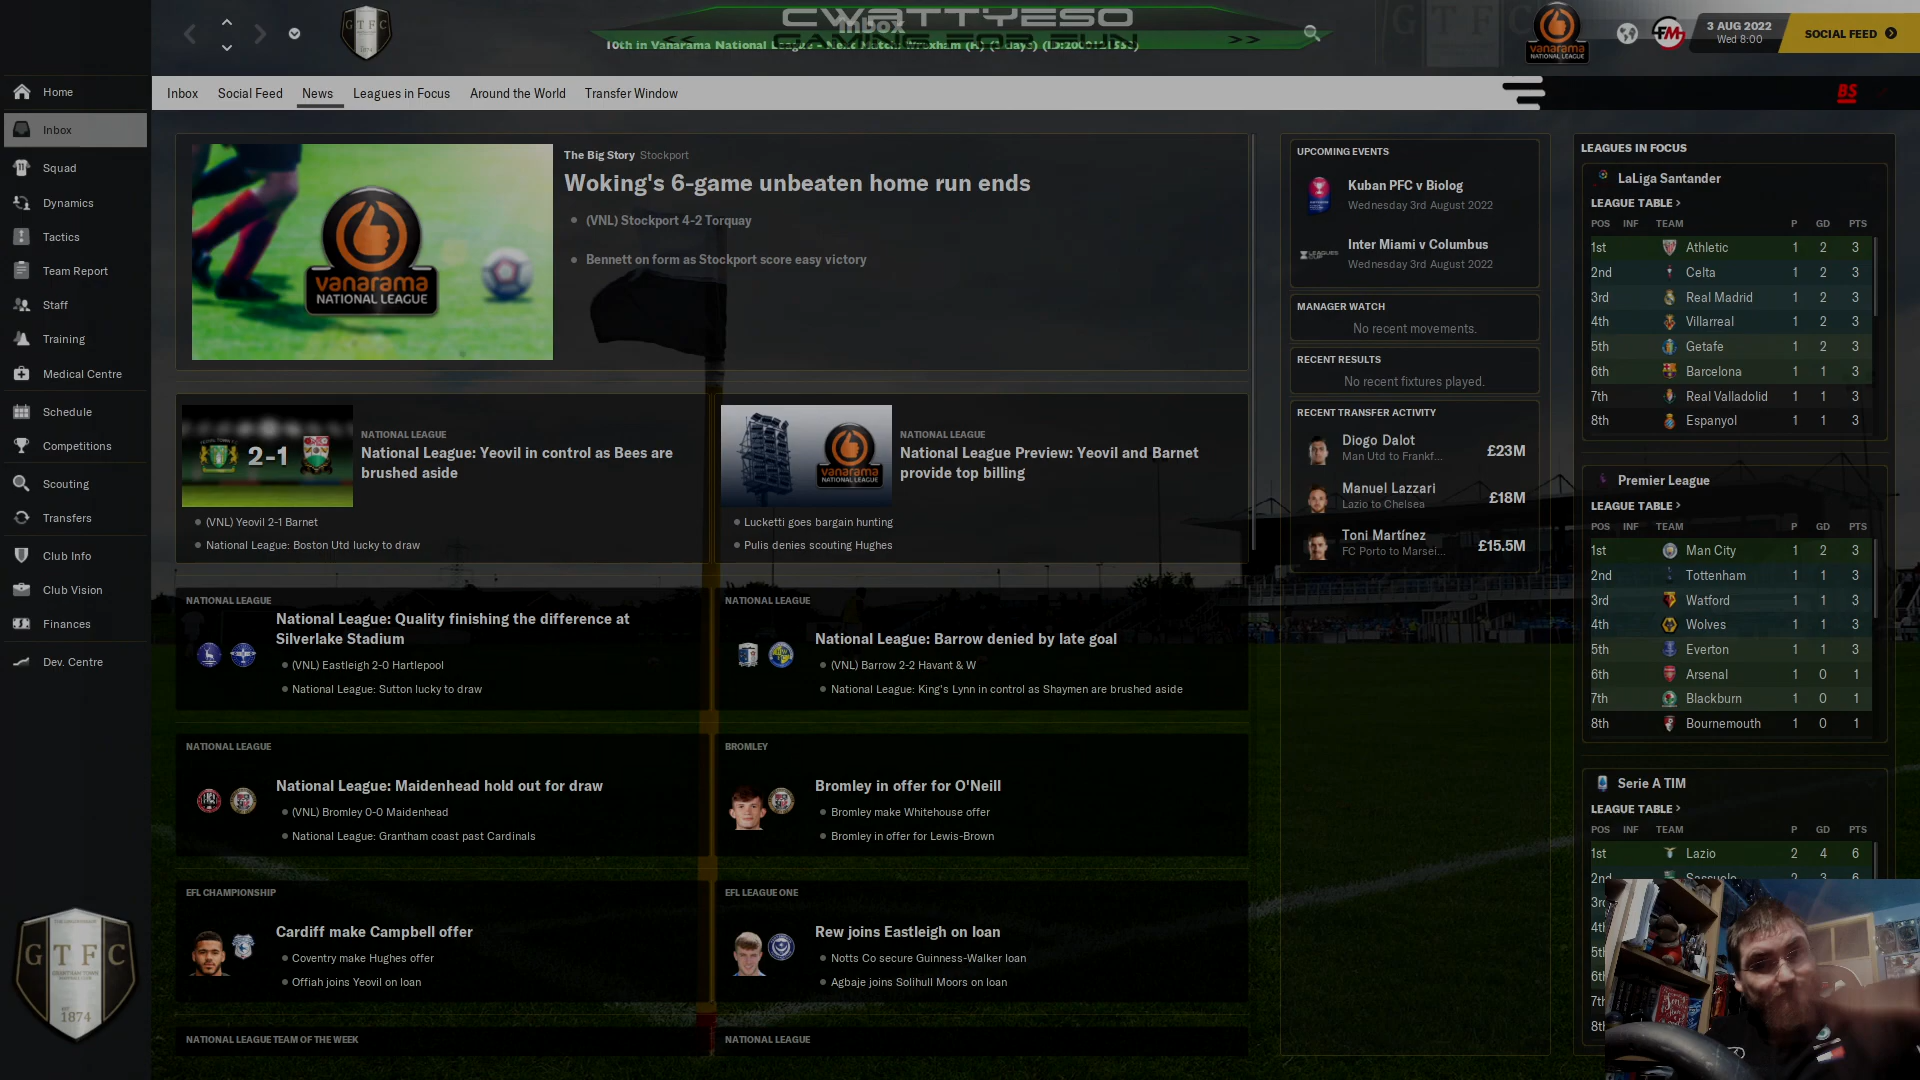 GTFC
CWATTYESO
Inbox
3 AUG 2022
Wed 8:00
SOCIAL FEED
vanarama
NATIONAL LEAGUE
FM
BS
Home
Inbox
Squad
Dynamics
Tactics
Team Report
Staff
Training
Medical Centre
Schedule
Competitions
Scouting
Transfers
Club Info
Club Vision
Finances
Dev. Centre
G T F C
1874
Inbox Social Feed News Leagues in Focus Around the World Transfer Window
vanarama
NATIONAL LEAGUE
The Big Story Stockport
Woking's 6-game unbeaten home run ends
(VNL) Stockport 4-2 Torquay
Bennett on form as Stockport score easy victory
2-1
NATIONAL LEAGUE
National League: Yeovil in control as Bees are
brushed aside
(VNL) Yeovil 2-1 Barnet
National League: Boston Utd lucky to draw
vanarama
NATIONAL LEAGUE
NATIONAL LEAGUE
National League Preview: Yeovil and Barnet
provide top billing
Lucketti goes bargain hunting
Pulis denies scouting Hughes
NATIONAL LEAGUE
National League: Quality finishing the difference at
Silverlake Stadium
(VNL) Eastleigh 2-0 Hartlepool
National League: Sutton lucky to draw
NATIONAL LEAGUE
National League: Barrow denied by late goal
(VNL) Barrow 2-2 Havant & W
National League: King's Lynn in control as Shaymen are brushed aside
NATIONAL LEAGUE
National League: Maidenhead hold out for draw
(VNL) Bromley 0-0 Maidenhead
National League: Grantham coast past Cardinals
BROMLEY
Bromley in offer for O'Neill
Bromley make Whitehouse offer
Bromley in offer for Lewis-Brown
EFL CHAMPIONSHIP
Cardiff make Campbell offer
Coventry make Hughes offer
Offiah joins Yeovil on loan
EFL LEAGUE ONE
Rew joins Eastleigh on loan
Notts Co secure Guinness-Walker loan
Agbaje joins Solihull Moors on loan
NATIONAL LEAGUE TEAM OF THE WEEK
NATIONAL LEAGUE
UPCOMING EVENTS
Kuban PFC v Biolog
Wednesday 3rd August 2022
Inter Miami v Columbus
Wednesday 3rd August 2022
MANAGER WATCH
No recent movements.
RECENT RESULTS
No recent fixtures played.
RECENT TRANSFER ACTIVITY
Diogo Dalot
Man Utd to Frankf... £23M
Manuel Lazzari
Lazio to Chelsea £18M
Toni Martínez
FC Porto to Marsei... £15.5M
LEAGUES IN FOCUS
LaLiga Santander
LEAGUE TABLE >
POS INF TEAM P GD PTS
1st Athletic 1 2 3
2nd Celta 1 2 3
3rd Real Madrid 1 2 3
4th Villarreal 1 2 3
5th Getafe 1 2 3
6th Barcelona 1 1 3
7th Real Valladolid 1 1 3
8th Espanyol 1 1 3
Premier League
LEAGUE TABLE >
POS INF TEAM P GD PTS
1st Man City 1 2 3
2nd Tottenham 1 1 3
3rd Watford 1 1 3
4th Wolves 1 1 3
5th Everton 1 1 3
6th Arsenal 1 0 1
7th Blackburn 1 0 1
8th Bournemouth 1 0 1
Serie A TIM
LEAGUE TABLE >
POS INF TEAM P GD PTS
1st Lazio 2 4 6
2nd Sassuolo 2 3 6